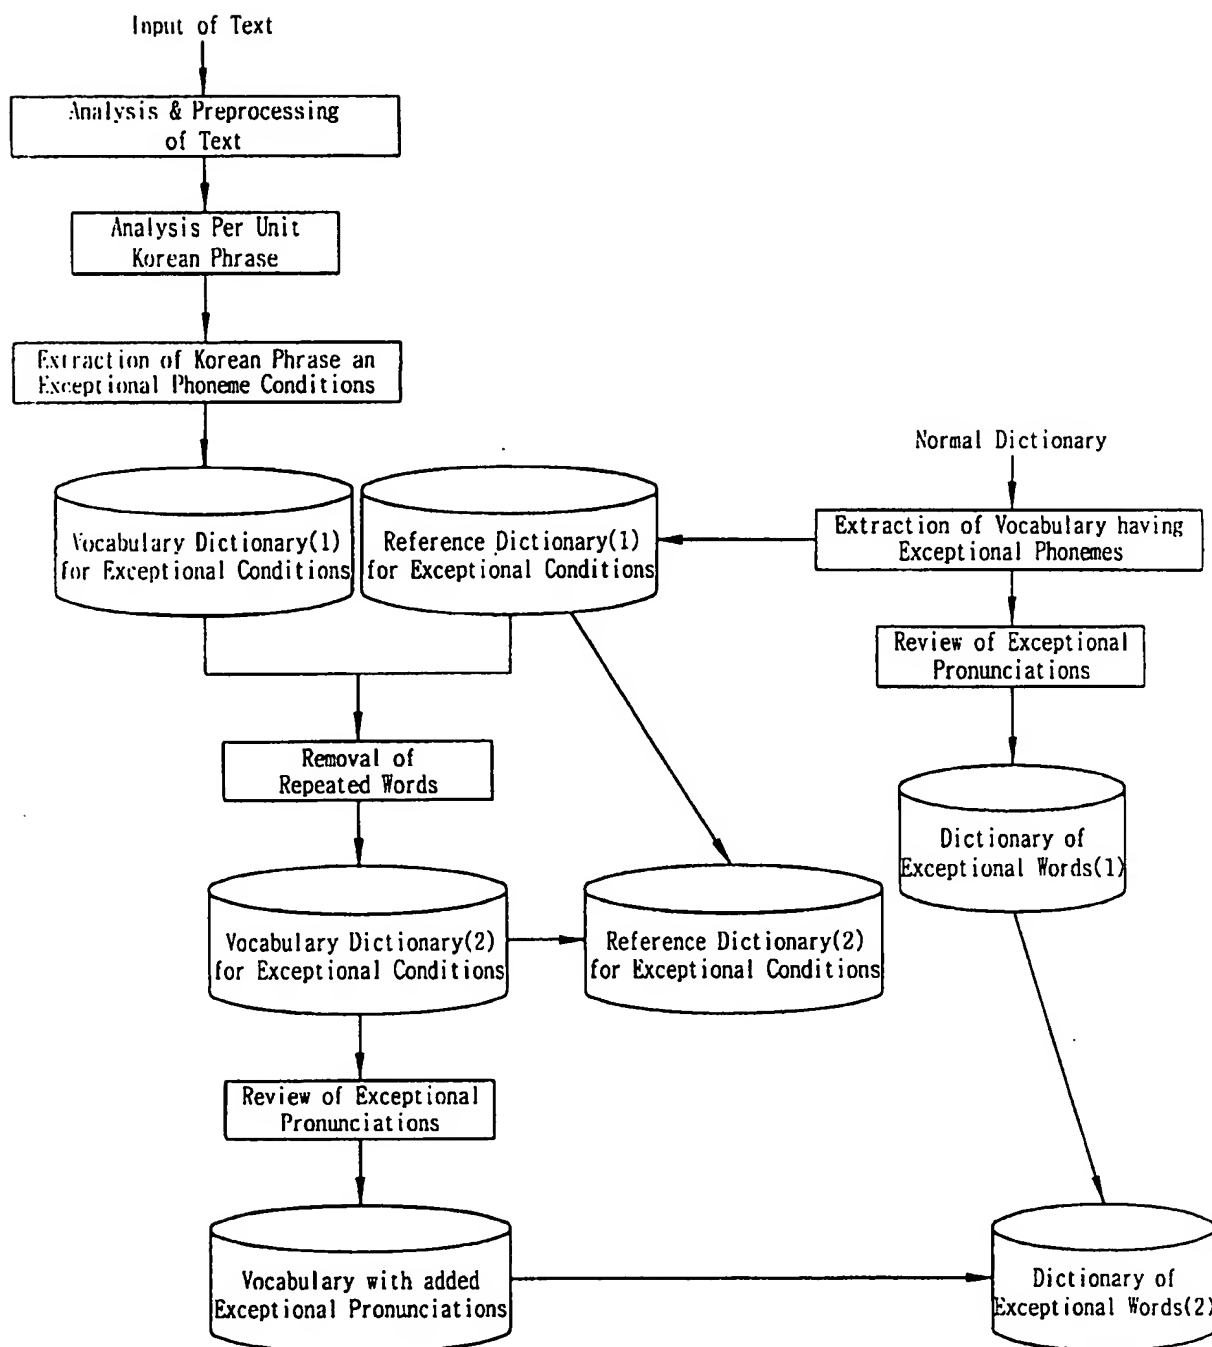 Input of Text
Analysis & Preprocessing
of Text
Analysis Per Unit
Korean Phrase
Extraction of Korean Phrase an
Exceptional Phoneme Conditions
Normal Dictionary
Extraction of Vocabulary having
Exceptional Phonemes
Vocabulary Dictionary(1)
for Exceptional Conditions
Reference Dictionary(1)
for Exceptional Conditions
Review of Exceptional
Pronunciations
Removal of
Repeated Words
Dictionary of
Exceptional Words(1)
Vocabulary Dictionary(2)
for Exceptional Conditions
Reference Dictionary(2)
for Exceptional Conditions
Review of Exceptional
Pronunciations
Vocabulary with added
Exceptional Pronunciations
Dictionary of
Exceptional Words(2)